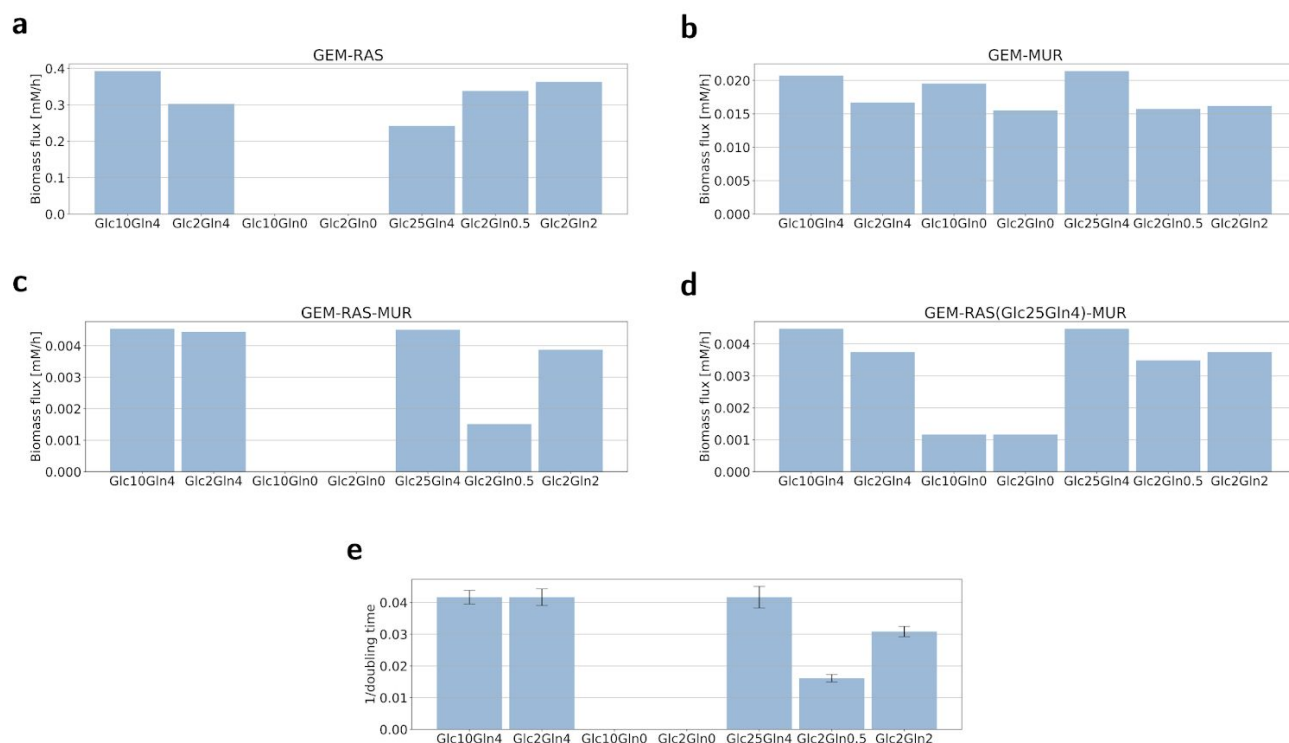 a
GEM-RAS
Biomass flux [mM/h]
0.4
0.3
0.2
0.1
0.0
Glc10Gln4 Glc2Gln4 Glc10Gln0 Glc2Gln0 Glc25Gln4 Glc2Gln0.5 Glc2Gln2
b
GEM-MUR
Biomass flux [mM/h]
0.020
0.015
0.010
0.005
0.000
Glc10Gln4 Glc2Gln4 Glc10Gln0 Glc2Gln0 Glc25Gln4 Glc2Gln0.5 Glc2Gln2
c
GEM-RAS-MUR
Biomass flux [mM/h]
0.004
0.003
0.002
0.001
0.000
Glc10Gln4 Glc2Gln4 Glc10Gln0 Glc2Gln0 Glc25Gln4 Glc2Gln0.5 Glc2Gln2
d
GEM-RAS(Glc25Gln4)-MUR
Biomass flux [mM/h]
0.004
0.003
0.002
0.001
0.000
Glc10Gln4 Glc2Gln4 Glc10Gln0 Glc2Gln0 Glc25Gln4 Glc2Gln0.5 Glc2Gln2
e
1/doubling time
0.04
0.03
0.02
0.01
0.00
Glc10Gln4 Glc2Gln4 Glc10Gln0 Glc2Gln0 Glc25Gln4 Glc2Gln0.5 Glc2Gln2